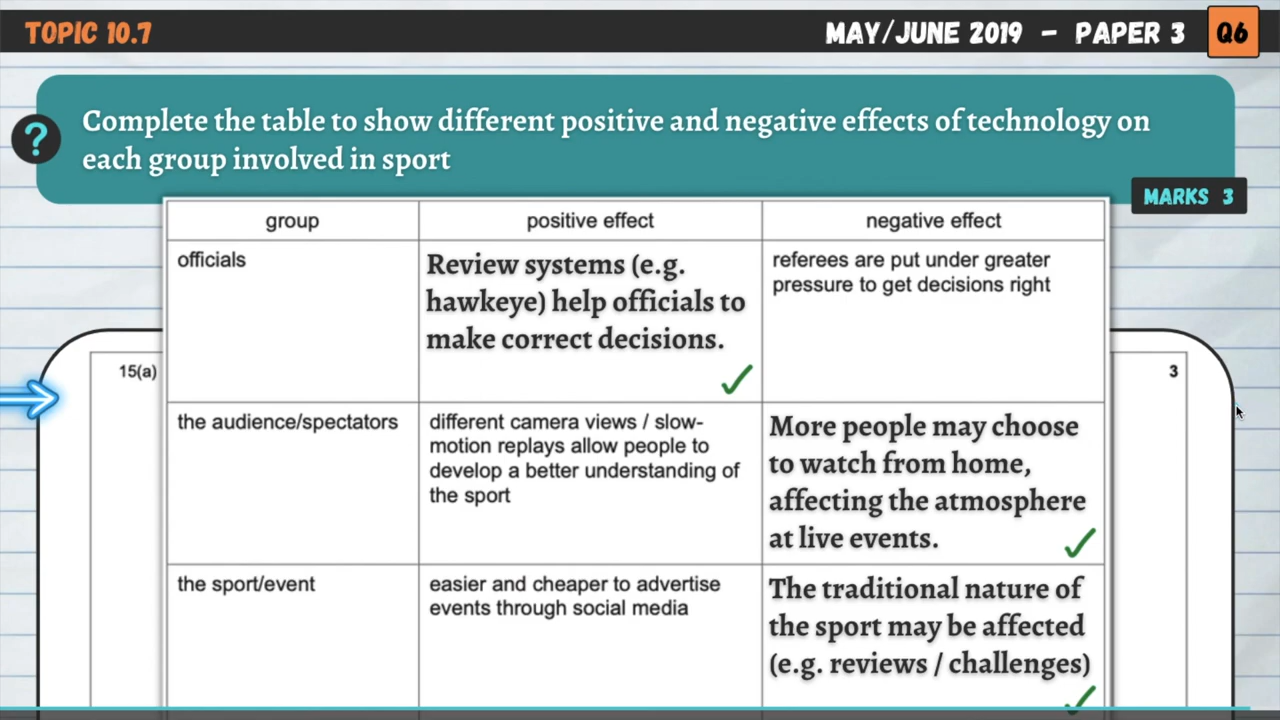 TOPIC 10.7
MAY/JUNE 2019 - PAPER 3
Q6
?
Complete the table to show different positive and negative effects of technology on
each group involved in sport
MARKS 3
group
positive effect
negative effect
officials
Review systems (e.g.
hawkeye) help officials to
make correct decisions.
referees are put under greater
pressure to get decisions right
15(a)
3
the audience/spectators
different camera views / slow-
motion replays allow people to
develop a better understanding of
the sport
More people may choose
to watch from home,
affecting the atmosphere
at live events.
the sport/event
easier and cheaper to advertise
events through social media
The traditional nature of
the sport may be affected
(e.g. reviews / challenges)